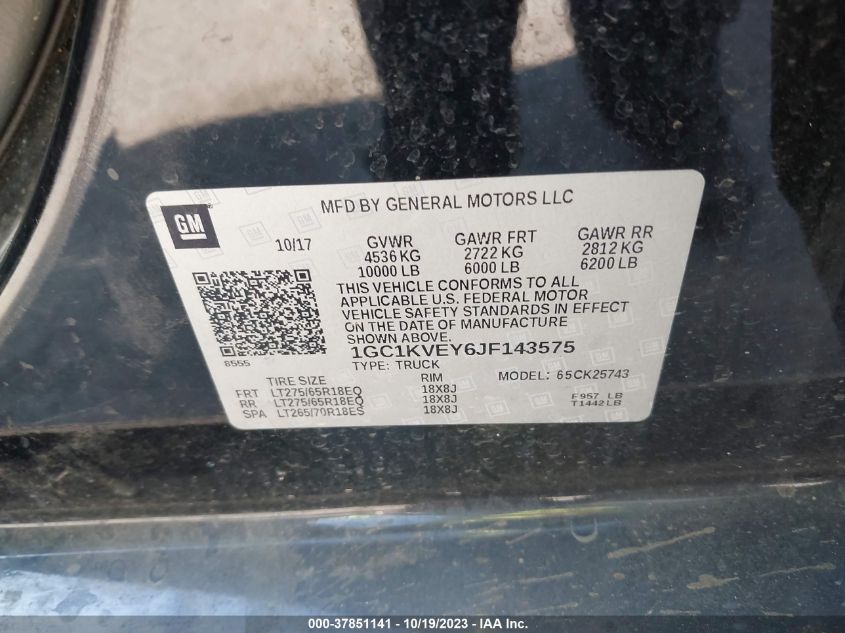 GM
MFD BY GENERAL MOTORS LLC
10/17 GVWR GAWR FRT GAWR RR
4536 KG 2722 KG 2812 KG
10000 LB 6000 LB 6200 LB
THIS VEHICLE CONFORMS TO ALL
APPLICABLE U.S. FEDERAL MOTOR
VEHICLE SAFETY STANDARDS IN EFFECT
ON THE DATE OF MANUFACTURE
SHOWN ABOVE.
8555
1GC1KVEY6JF143575
TYPE: TRUCK MODEL: 65CK25743
TIRE SIZE RIM
FRT LT275/65R18EQ 18X8J
RR LT275/65R18EQ 18X8J F957 LB
SPA LT265/70R18ES 18X8J T1442LB
000-37851141 - 10/19/2023 - IAA Inc.